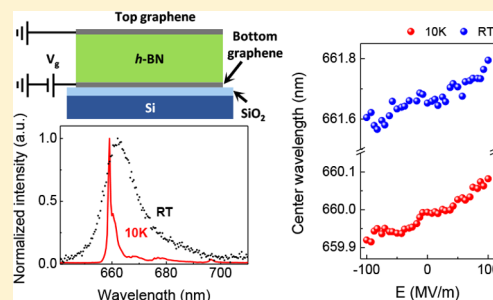 Top graphene
h-BN
Bottom graphene
Vg
Si
SiO2
Normalized intensity (a.u.)
1.0
0.5
0.0
RT
10K
660
680
700
Wavelength (nm)
10K
RT
Center wavelength (nm)
661.8
661.6
660.1
660.0
659.9
-100
0
100
E (MV/m)